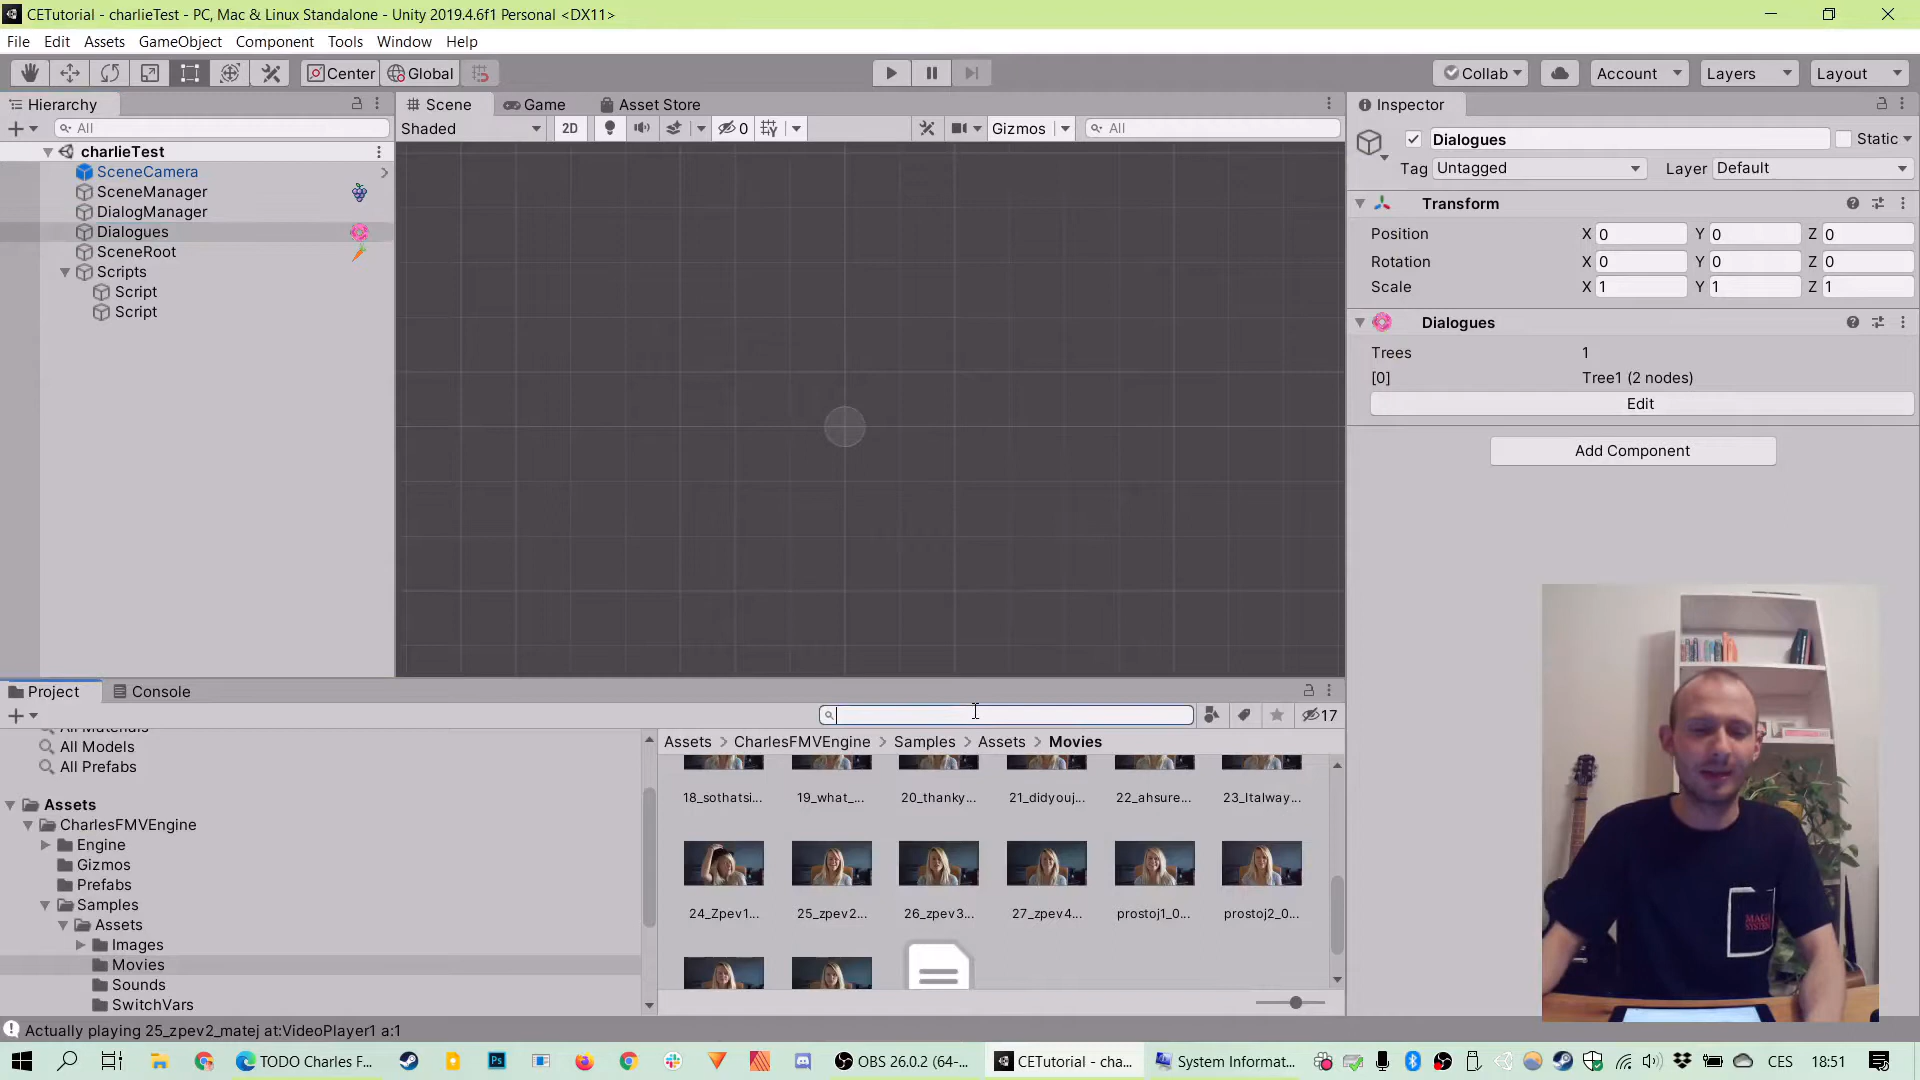 CETutorial - charlieTest - PC, Mac & Linux Standalone - Unity 2019.4.6f1 Personal <DX11>
File Edit Assets GameObject Component Tools Window Help
Center Global Collab Account Layers Layout
Hierarchy
All
charlieTest
SceneCamera
SceneManager
DialogManager
Dialogues
SceneRoot
Scripts
Script
Script
Scene Game Asset Store
Shaded 2D 0 Gizmos All
Inspector
Dialogues Static
Tag Untagged Layer Default
Transform
Position X 0 Y 0 Z 0
Rotation X 0 Y 0 Z 0
Scale X 1 Y 1 Z 1
Dialogues
Trees 1
[0] Tree1 (2 nodes)
Edit
Add Component
Project Console
17
All Models
All Prefabs
Assets
CharlesFMVEngine
Engine
Gizmos
Prefabs
Samples
Assets
Images
Movies
Sounds
SwitchVars
Assets > CharlesFMVEngine > Samples > Assets > Movies
18_sothatsi... 19_what_... 20_thanky... 21_didyouj... 22_ahsure... 23_Italway...
24_Zpev1... 25_zpev2... 26_zpev3... 27_zpev4... prostoj1_0... prostoj2_0...
Actually playing 25_zpev2_matej at:VideoPlayer1 a:1
TODO Charles F... OBS 26.0.2 (64-... CETutorial - cha... System Informat... CES 18:51